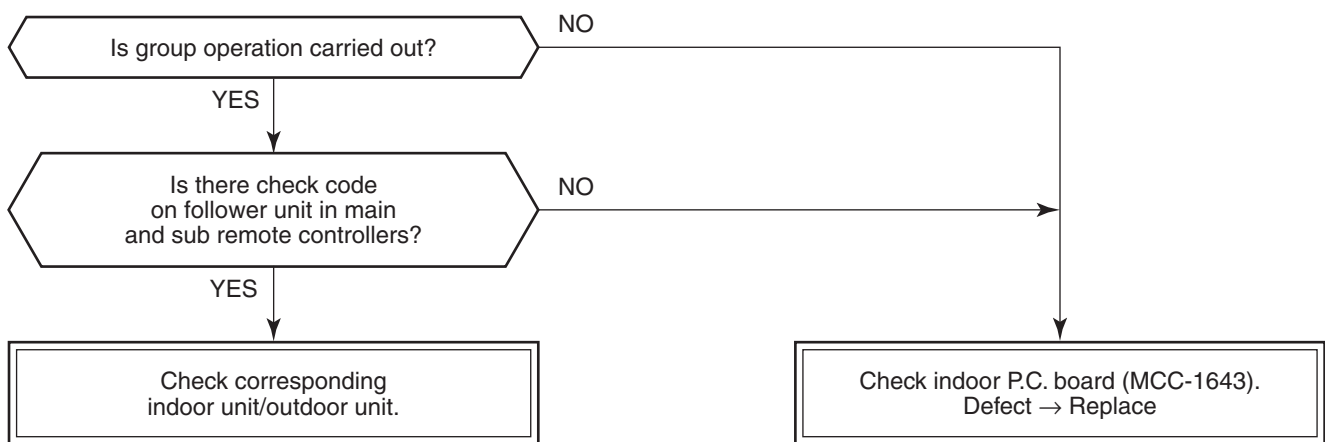 Is group operation carried out?
NO
YES
Is there check code
on follower unit in main
and sub remote controllers?
NO
YES
Check corresponding
indoor unit/outdoor unit.
Check indoor P.C. board (MCC-1643).
Defect → Replace